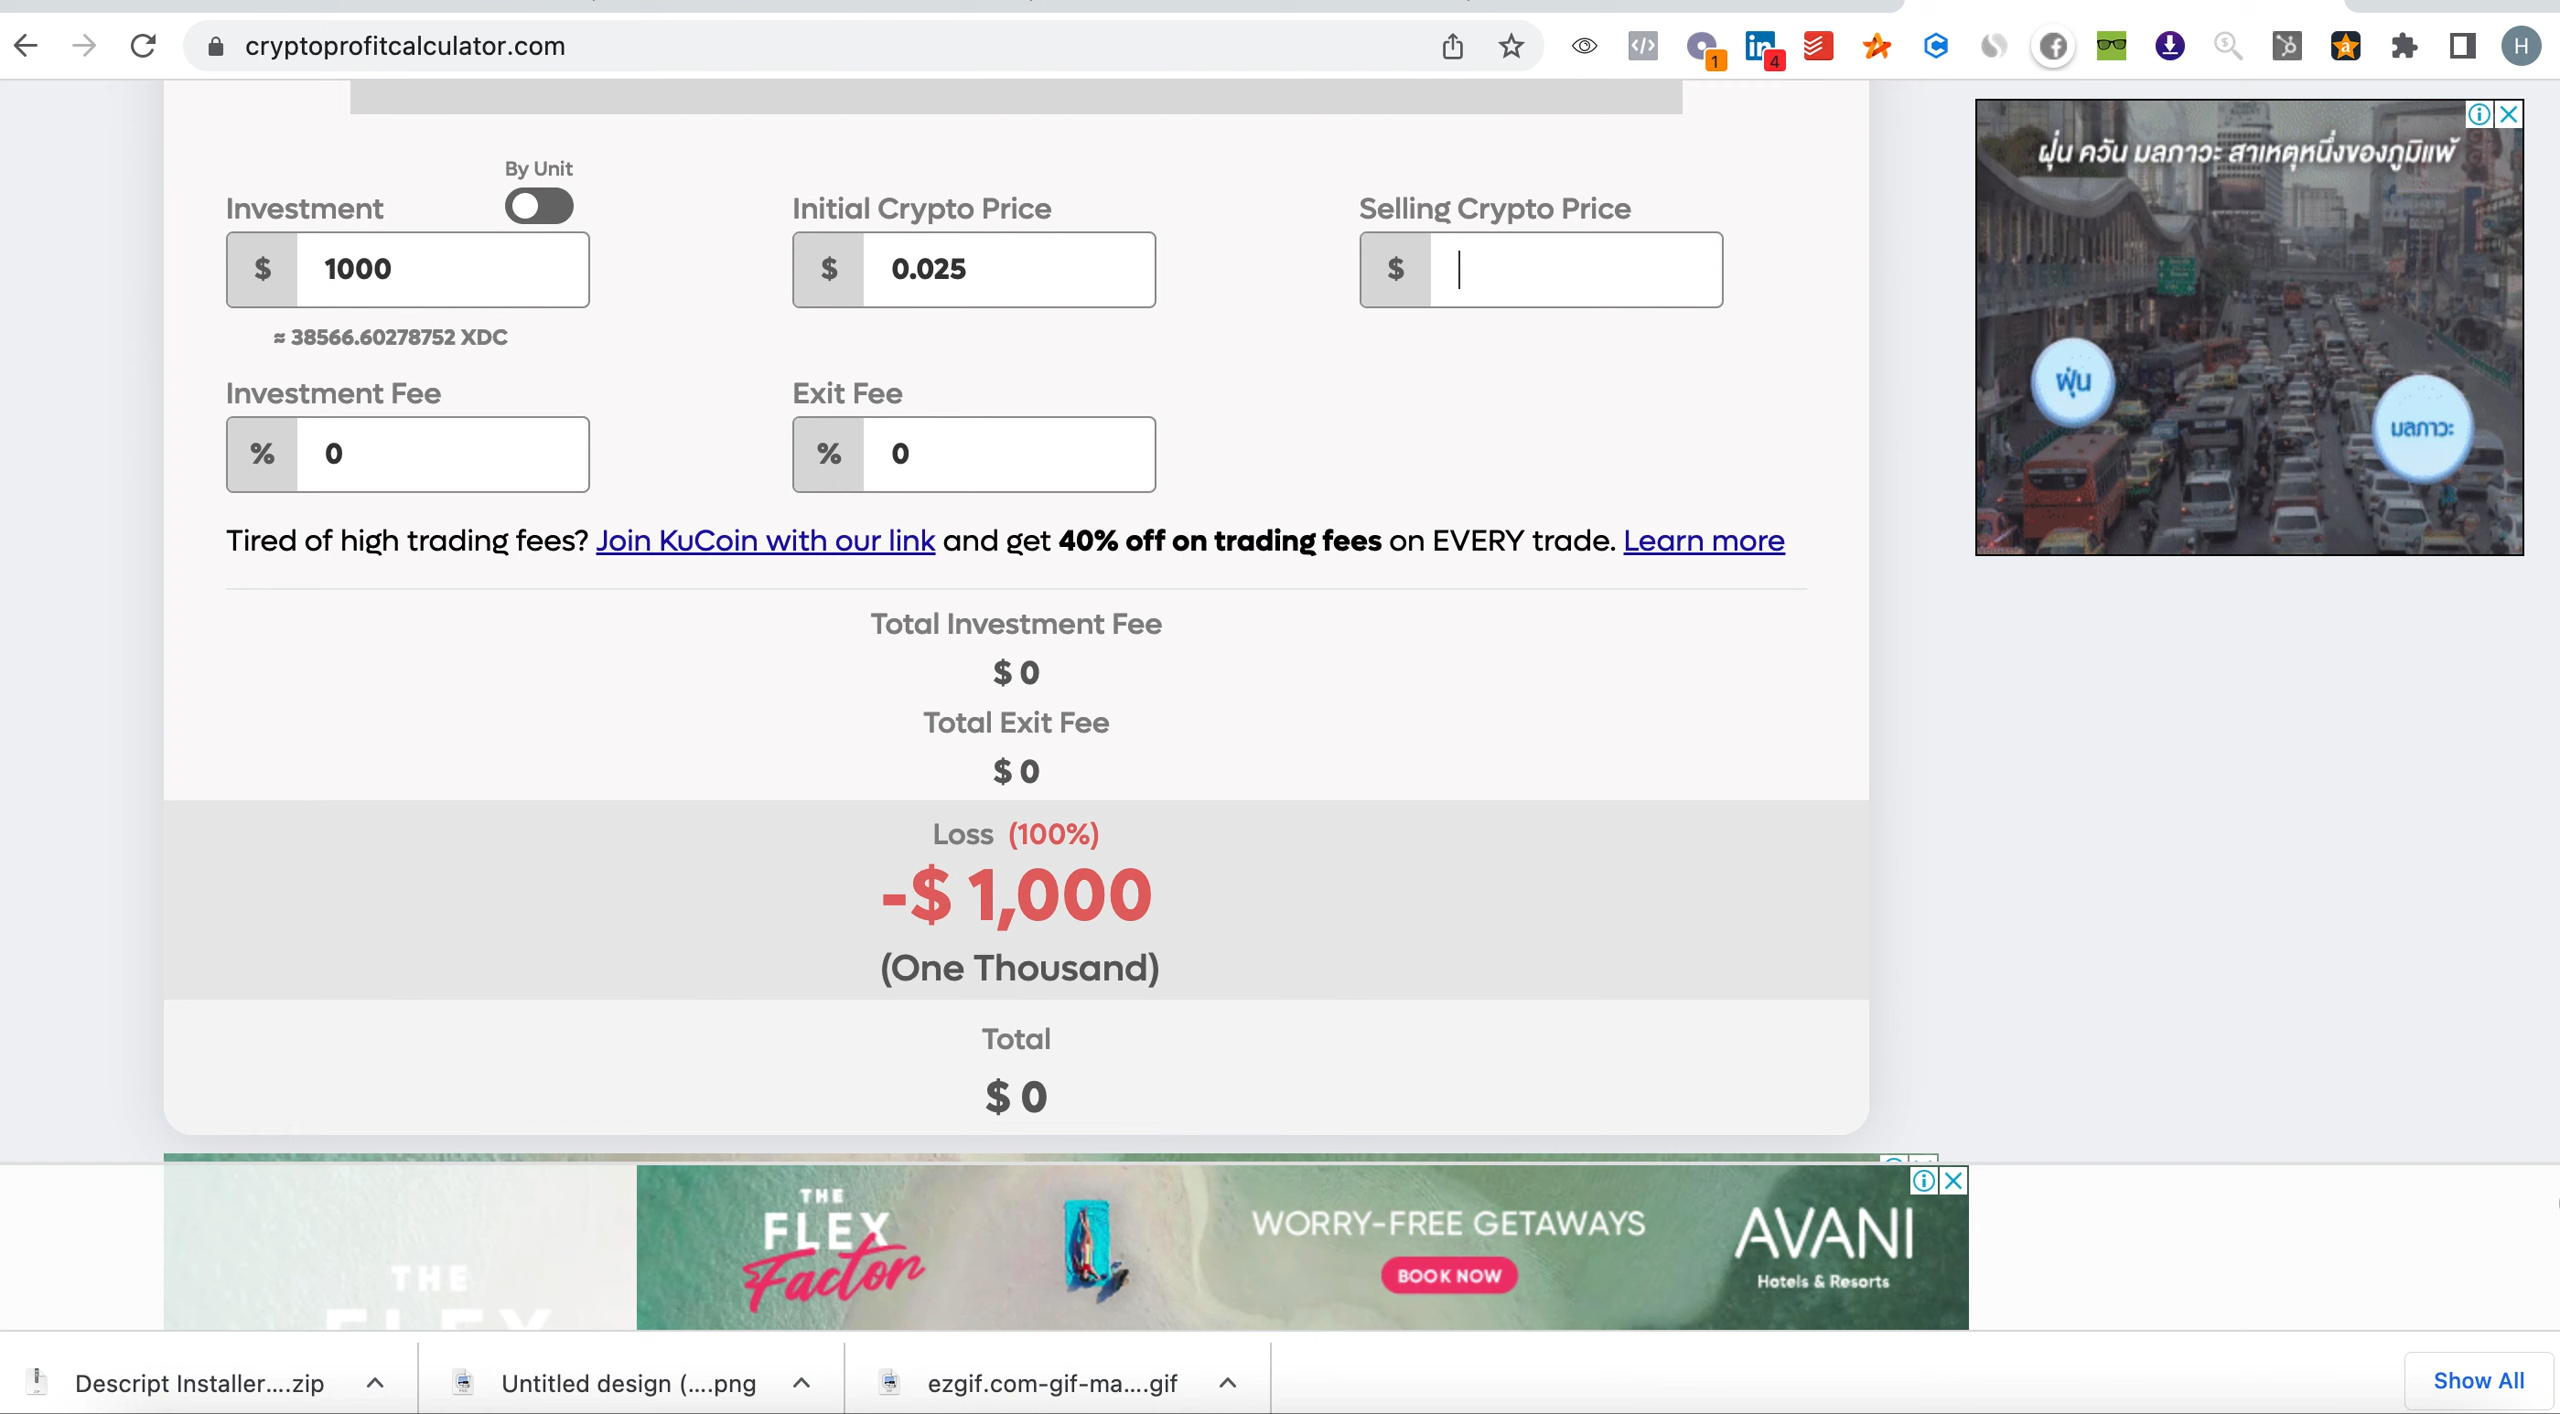 cryptoprofitcalculator.com
1
4
H
By Unit
Investment
Initial Crypto Price
Selling Crypto Price
$ 1000
$ 0.025
$
≈ 38566.60278752 XDC
Investment Fee
Exit Fee
% 0
% 0
Tired of high trading fees? Join KuCoin with our link and get 40% off on trading fees on EVERY trade. Learn more
Total Investment Fee
$ 0
Total Exit Fee
$ 0
Loss (100%)
-$ 1,000
(One Thousand)
Total
$ 0
ฝุ่น ควัน มลภาวะ สาเหตุหนึ่งของภูมิแพ้
ฝุ่น
มลภาวะ
THE
FLEX
THE
FLEX
Factor
WORRY-FREE GETAWAYS
BOOK NOW
AVANI
Hotels & Resorts
Descript Installer....zip
Untitled design (....png
ezgif.com-gif-ma....gif
Show All